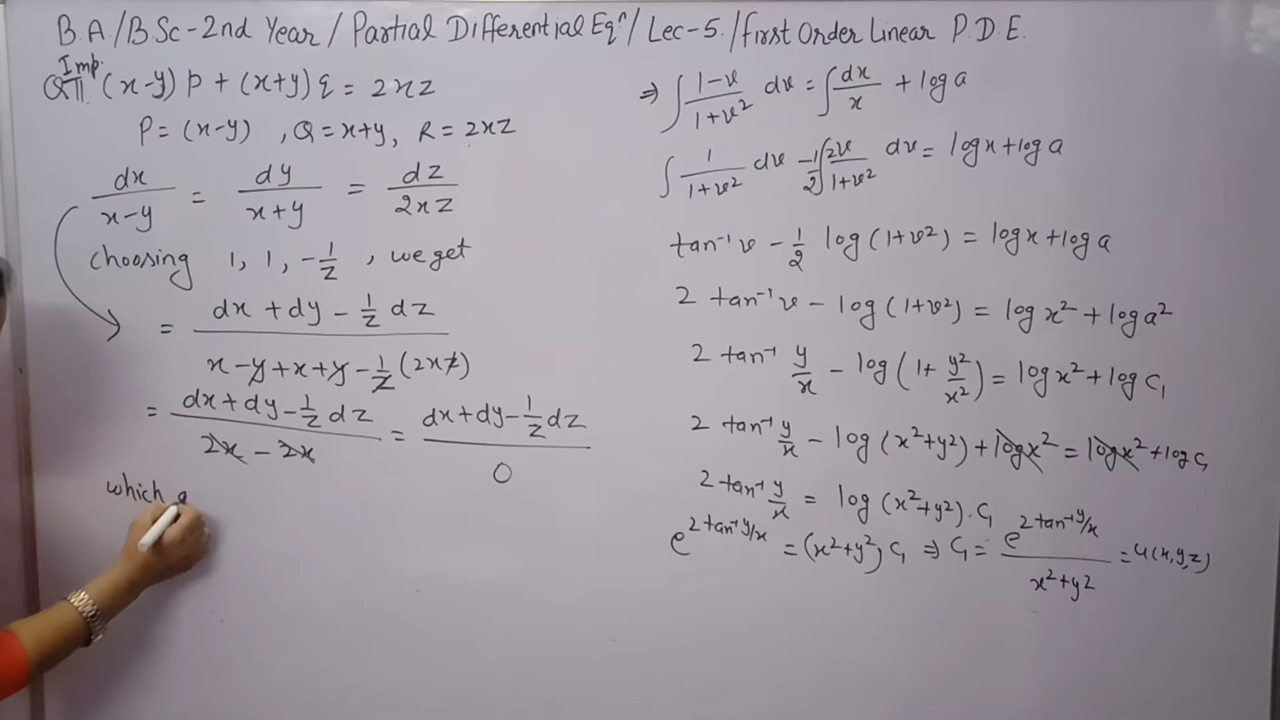 B.A/B.Sc-2nd Year/Partial Differential Eqⁿ/Lec-5./first Order Linear P.D.E.
Imp.
Q11. (x-y) p + (x+y) q = 2xz
P = (x-y) , Q = x+y, R = 2xz
dx/(x-y) = dy/(x+y) = dz/(2xz)
choosing 1, 1, -1/z , we get
= (dx + dy - 1/z dz)/(x-y+x+y-1/z(2xz))
= (dx+dy-1/z dz)/(2x-2x) = (dx+dy-1/z dz)/0
which
⇒ ∫ (1-v)/(1+v²) dv = ∫ dx/x + log a
∫ 1/(1+v²) dv - 1/2 ∫ 2v/(1+v²) dv = log x + log a
tan⁻¹ v - 1/2 log (1+v²) = log x + log a
2 tan⁻¹ v - log (1+v²) = log x² + log a²
2 tan⁻¹ y/x - log (1+ y²/x²) = log x² + log C₁
2 tan⁻¹ y/x - log (x²+y²) + log x² = log x² + log C₁
2 tan⁻¹ y/x = log (x²+y²). C₁
e^(2 tan⁻¹ y/x) = (x²+y²) C₁ ⇒ C₁ = e^(2 tan⁻¹ y/x)/(x²+y²) = u(x,y,z)